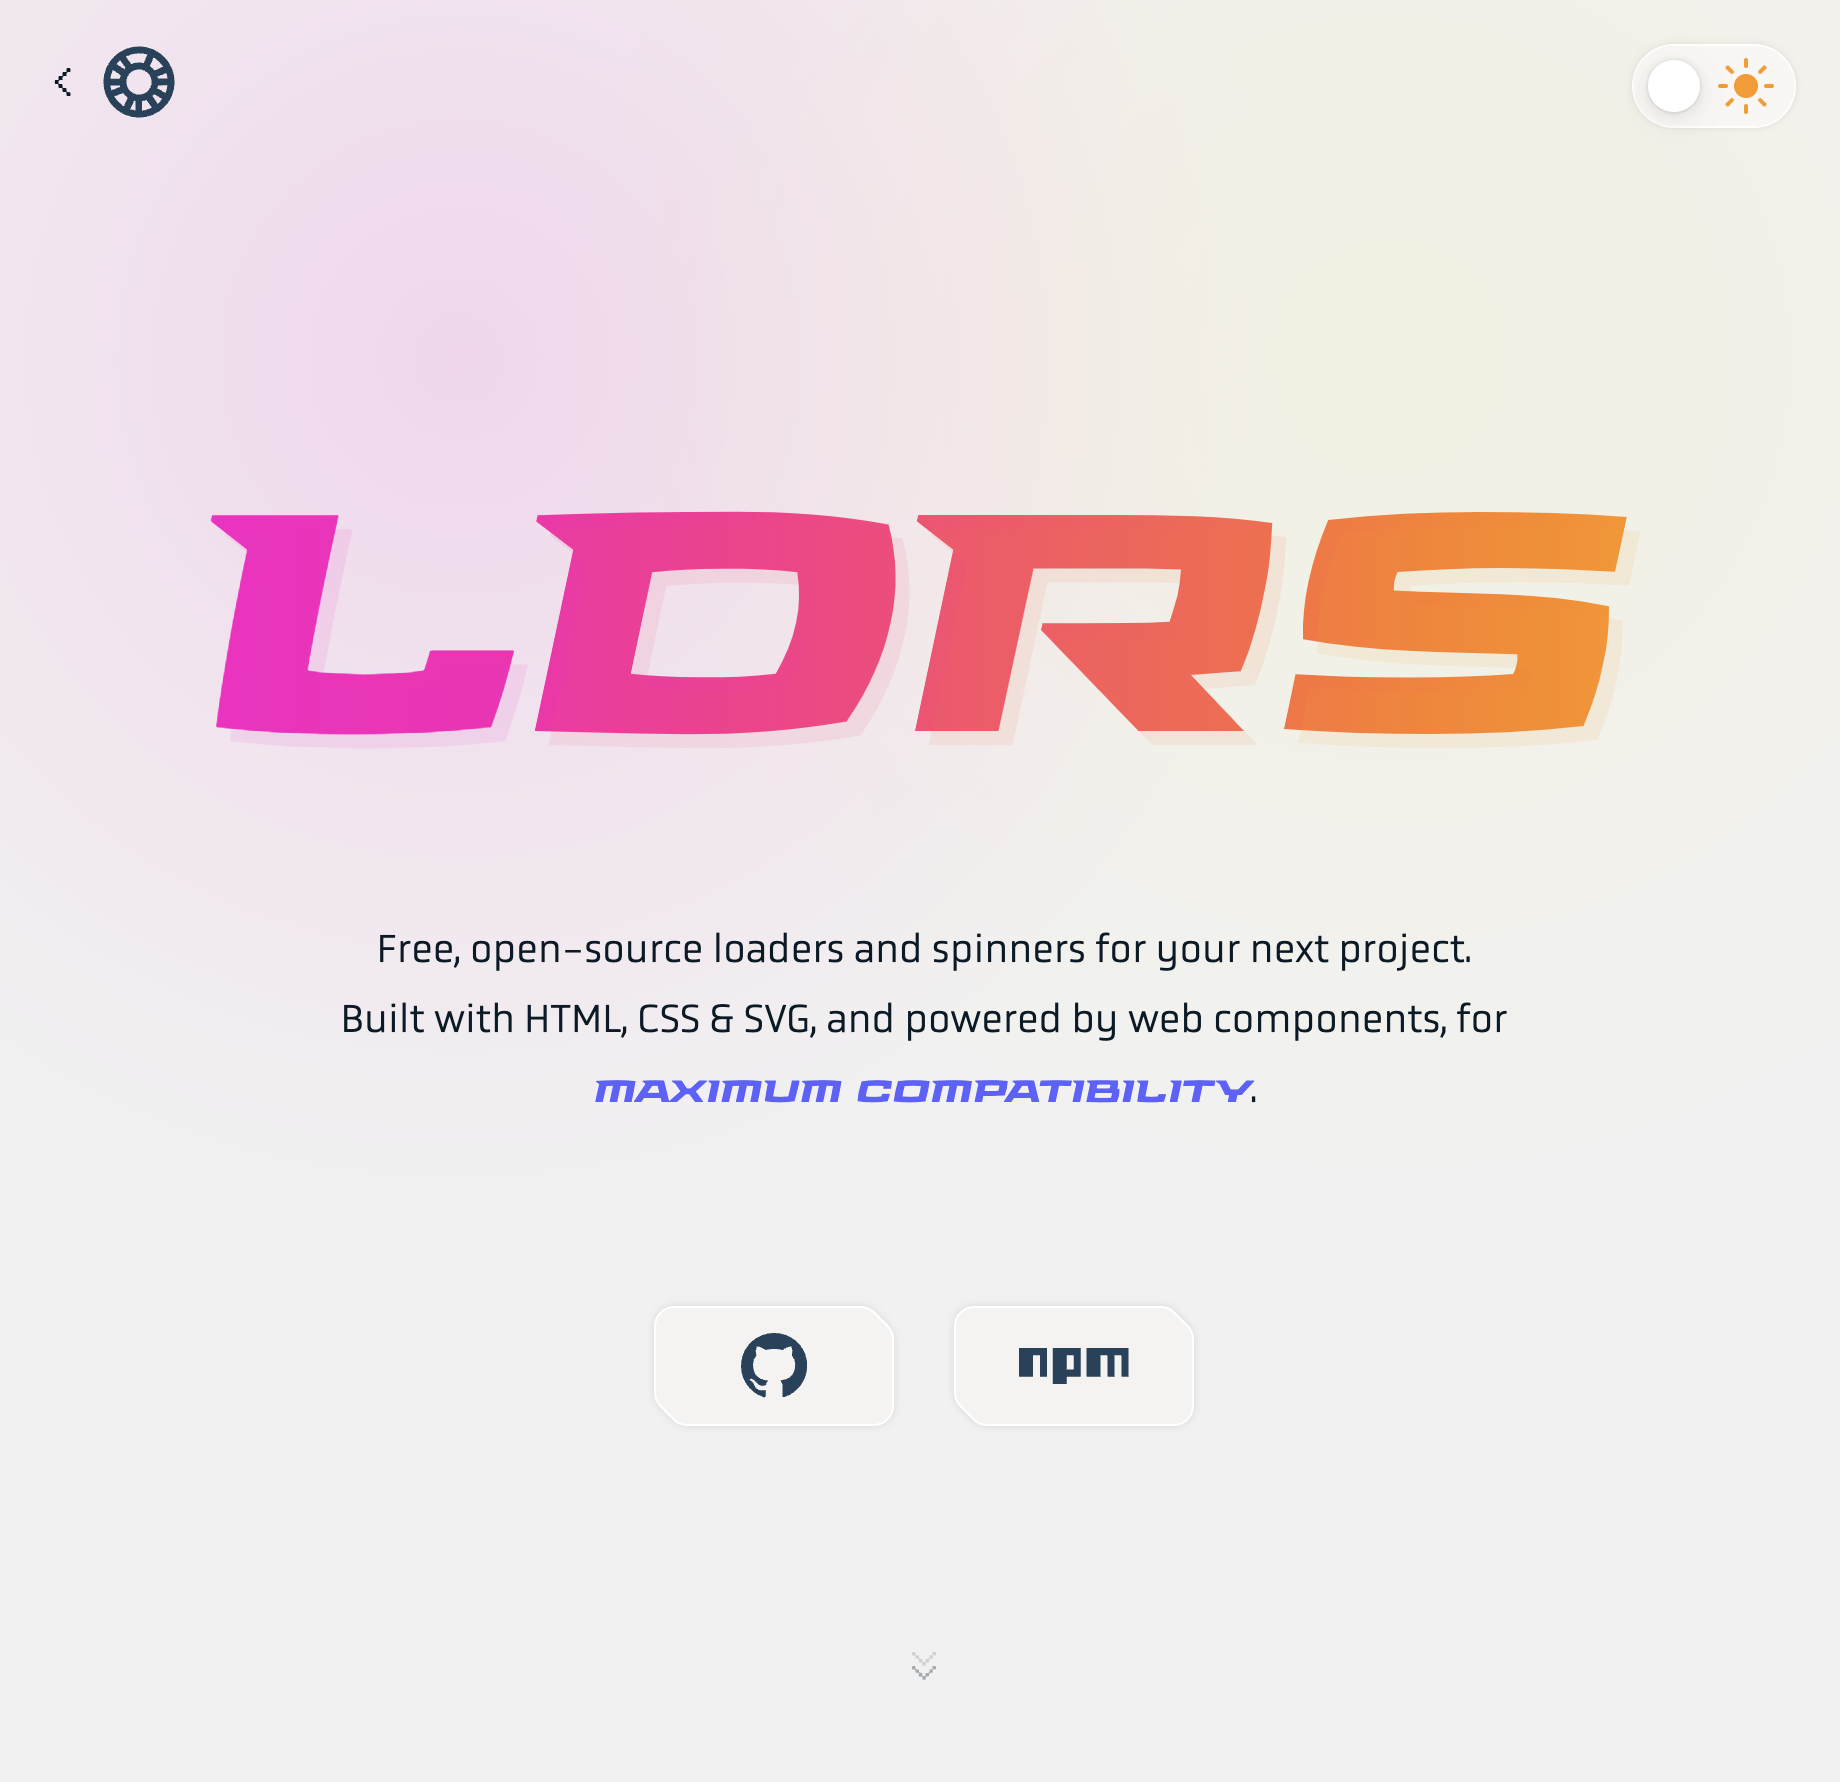 LDRS
Free, open-source loaders and spinners for your next project.
Built with HTML, CSS & SVG, and powered by web components, for
MAXIMUM COMPATIBILITY.
npm